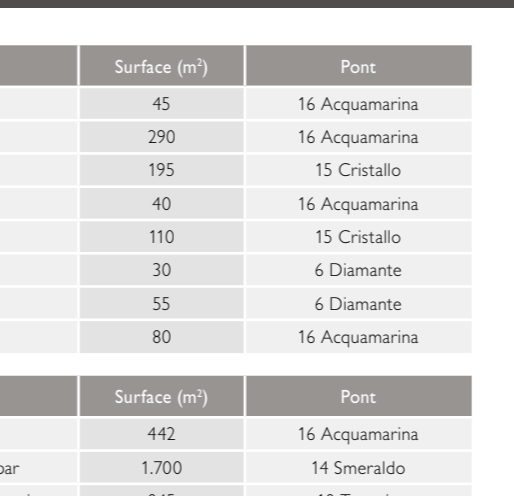 Surface (m²) Pont
45 16 Acquamarina
290 16 Acquamarina
195 15 Cristallo
40 16 Acquamarina
110 15 Cristallo
30 6 Diamante
55 6 Diamante
80 16 Acquamarina
Surface (m²) Pont
442 16 Acquamarina
bar 1.700 14 Smeraldo